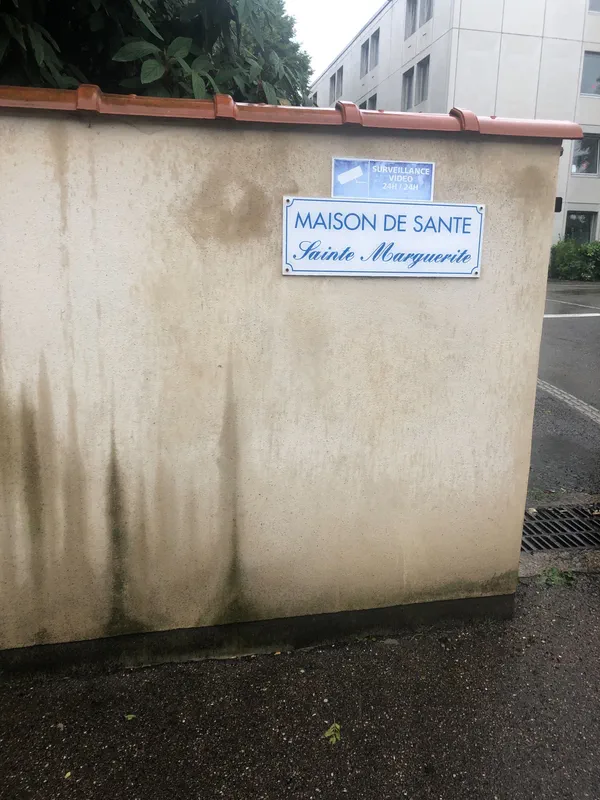 SURVEILLANCE
VIDEO
24H / 24H
MAISON DE SANTE
Sainte Marguerite